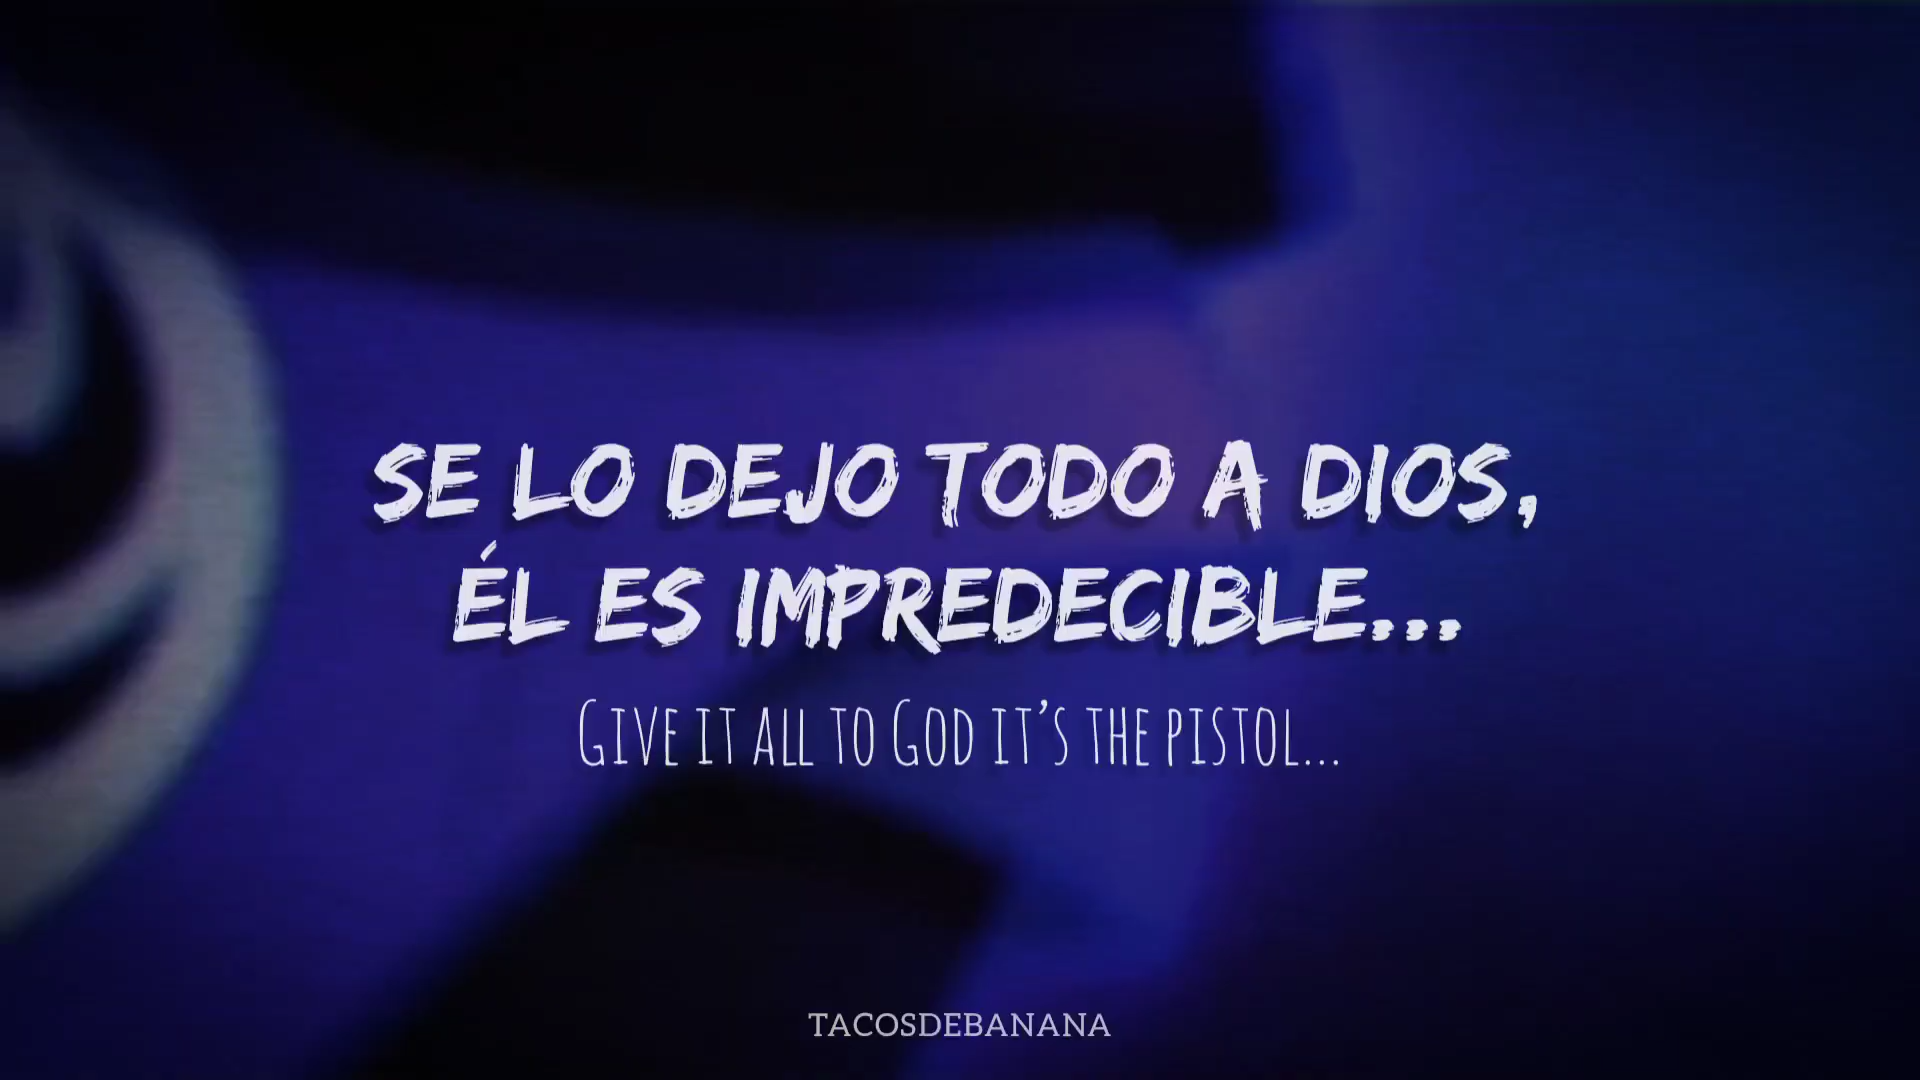 SE LO DEJO TODO A DIOS,
ÉL ES IMPREDECIBLE...
GIVE IT ALL TO GOD IT’S THE PISTOL...
TACOSDEBANANA